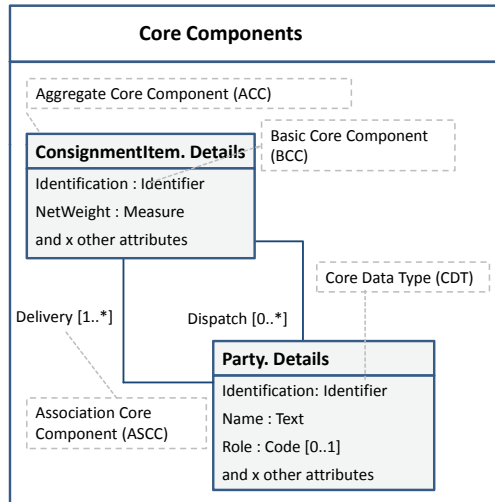 Core Components
Aggregate Core Component (ACC)
Basic Core Component
(BCC)
ConsignmentItem. Details
Identification : Identifier
NetWeight : Measure
and x other attributes
Core Data Type (CDT)
Delivery [1..*]
Dispatch [0..*]
Party. Details
Identification: Identifier
Name : Text
Role : Code [0..1]
and x other attributes
Association Core
Component (ASCC)